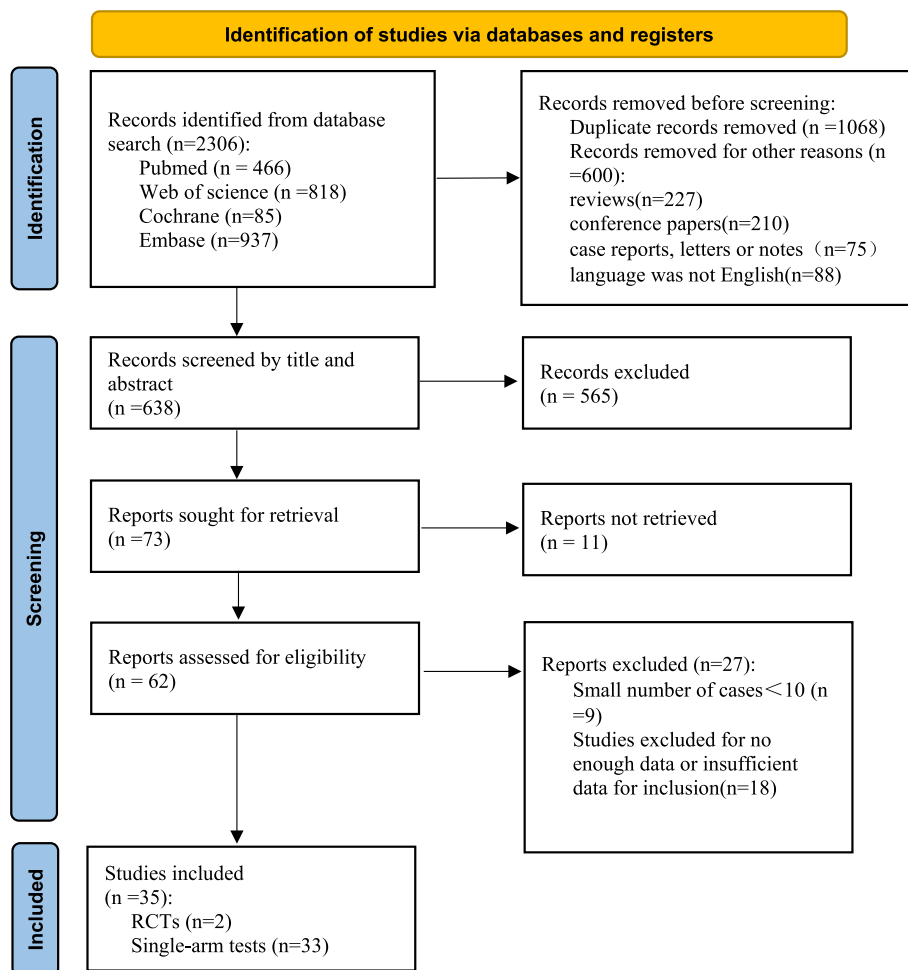 Identification of studies via databases and registers
Identification
Records identified from database
search (n=2306):
Pubmed (n = 466)
Web of science (n =818)
Cochrane (n=85)
Embase (n=937)
Records removed before screening:
Duplicate records removed (n =1068)
Records removed for other reasons (n
=600):
reviews(n=227)
conference papers(n=210)
case reports, letters or notes（n=75）
language was not English(n=88)
Screening
Records screened by title and
abstract
(n =638)
Records excluded
(n = 565)
Reports sought for retrieval
(n =73)
Reports not retrieved
(n = 11)
Reports assessed for eligibility
(n = 62)
Reports excluded (n=27):
Small number of cases＜10 (n
=9)
Studies excluded for no
enough data or insufficient
data for inclusion(n=18)
Included
Studies included
(n =35):
RCTs (n=2)
Single-arm tests (n=33)